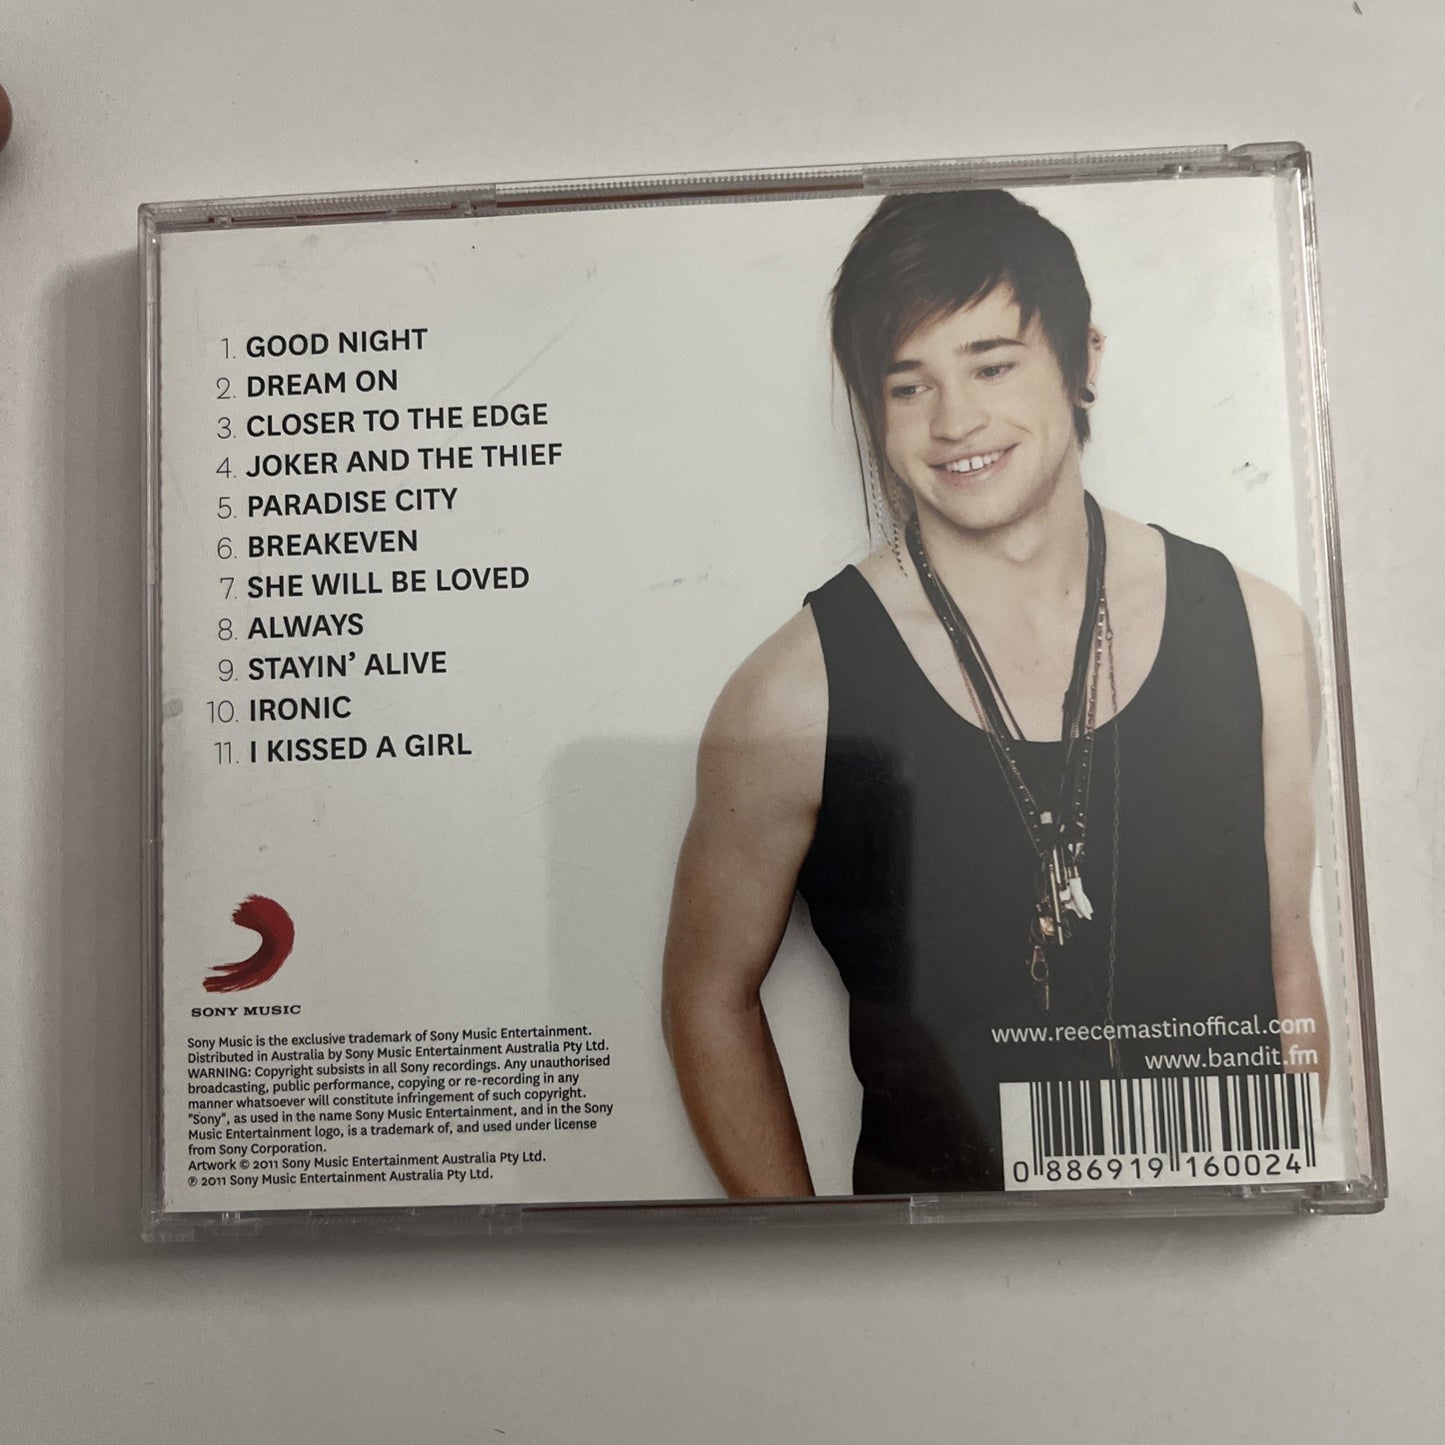 1. GOOD NIGHT
2. DREAM ON
3. CLOSER TO THE EDGE
4. JOKER AND THE THIEF
5. PARADISE CITY
6. BREAKEVEN
7. SHE WILL BE LOVED
8. ALWAYS
9. STAYIN’ ALIVE
10. IRONIC
11. I KISSED A GIRL
SONY MUSIC
Sony Music is the exclusive trademark of Sony Music Entertainment.
Distributed in Australia by Sony Music Entertainment Australia Pty Ltd.
WARNING: Copyright subsists in all Sony recordings. Any unauthorised
broadcasting, public performance, copying or re-recording in any
manner whatsoever will constitute infringement of such copyright.
"Sony", as used in the name Sony Music Entertainment, and in the Sony
Music Entertainment logo, is a trademark of, and used under license
from Sony Corporation.
Artwork © 2011 Sony Music Entertainment Australia Pty Ltd.
℗ 2011 Sony Music Entertainment Australia Pty Ltd.
www.reecemastinoffical.com
www.bandit.fm
0 886919 160024